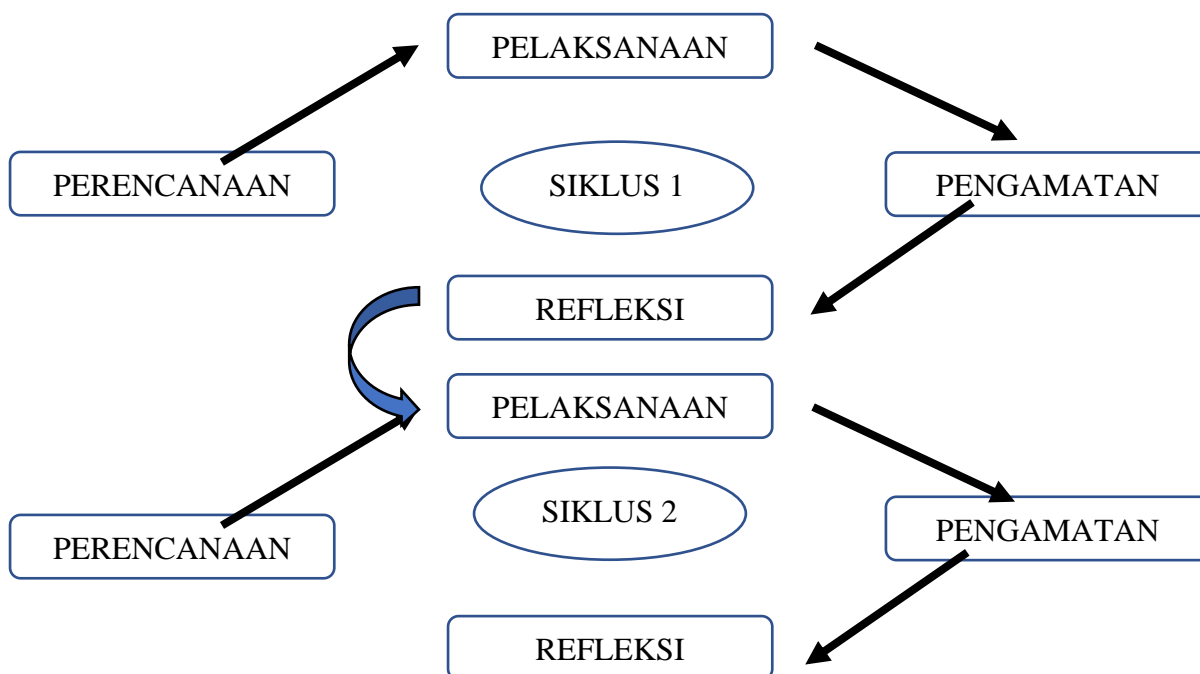 PELAKSANAAN
PERENCANAAN
SIKLUS 1
PENGAMATAN
REFLEKSI
PELAKSANAAN
SIKLUS 2
PERENCANAAN
PENGAMATAN
REFLEKSI